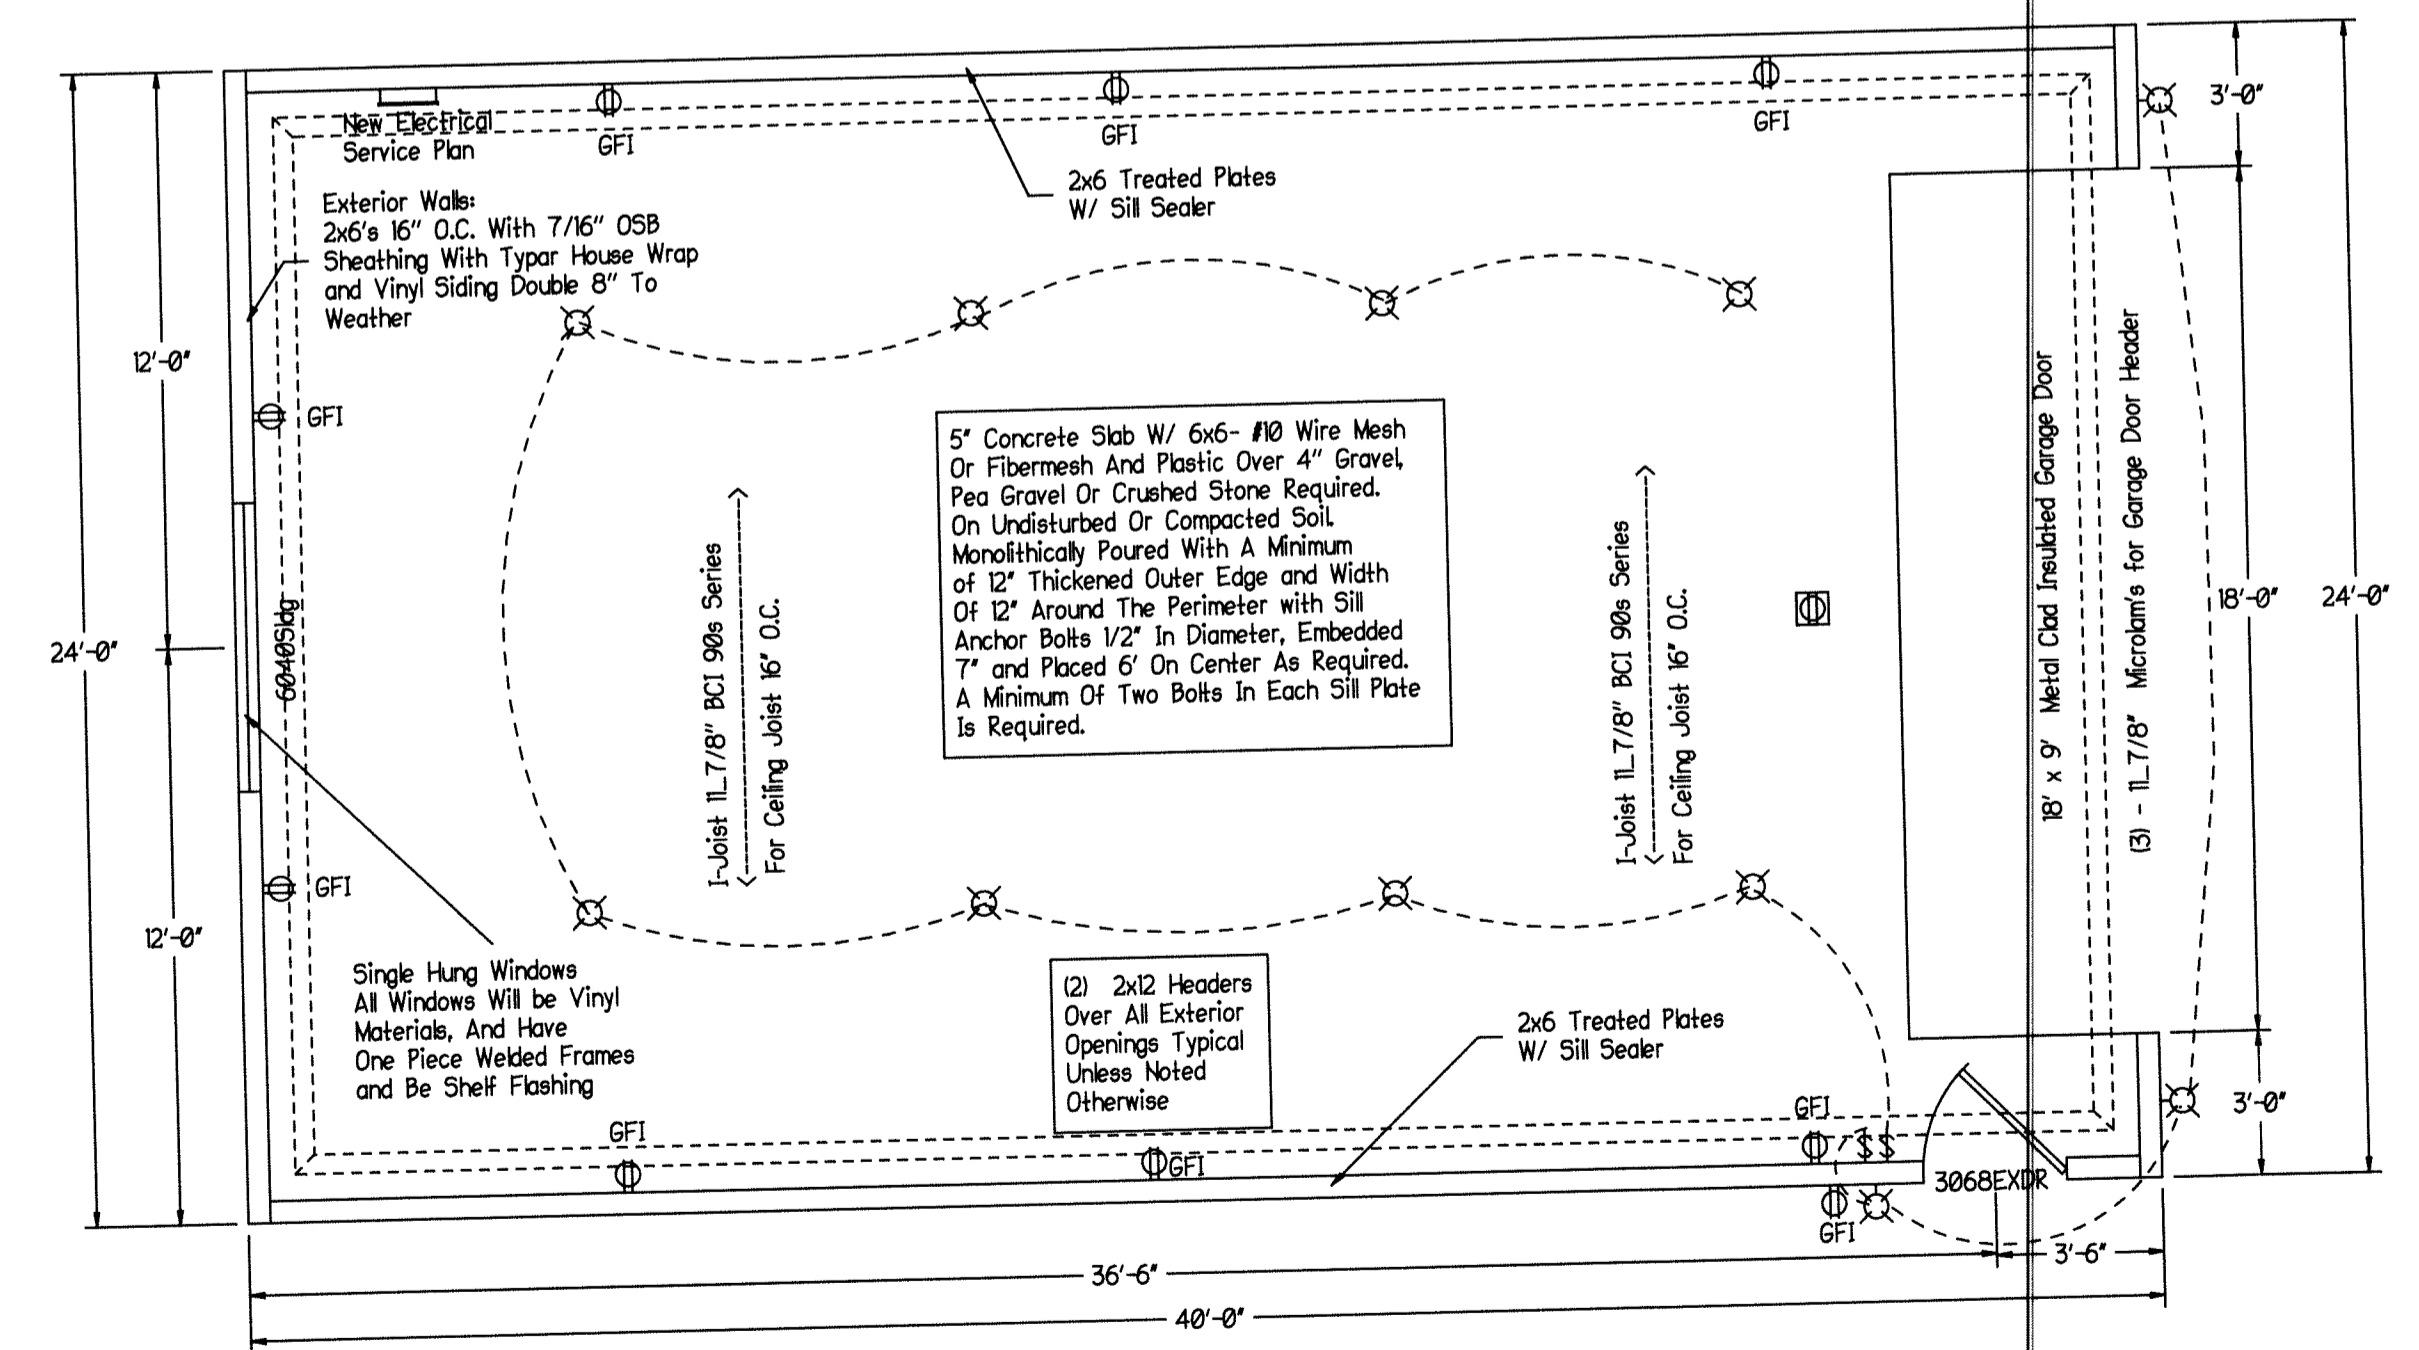 3'-0"
New Electrical
Service Plan
GFI
GFI
GFI
2x6 Treated Plates
W/ Sill Sealer
Exterior Walls:
2x6's 16" O.C. With 7/16" OSB
Sheathing With Typar House Wrap
and Vinyl Siding Double 8" To
Weather
12'-0"
GFI
5" Concrete Slab W/ 6x6- #10 Wire Mesh
Or Fibermesh And Plastic Over 4" Gravel,
Pea Gravel Or Crushed Stone Required.
On Undisturbed Or Compacted Soil.
Monolithically Poured With A Minimum
of 12" Thickened Outer Edge and Width
Of 12" Around The Perimeter with Sill
Anchor Bolts 1/2" In Diameter, Embedded
7" and Placed 6' On Center As Required.
A Minimum Of Two Bolts In Each Sill Plate
Is Required.
I-Joist 11_7/8" BCI 90s Series
For Ceiling Joist 16" O.C.
I-Joist 11_7/8" BCI 90s Series
For Ceiling Joist 16" O.C.
18' x 9' Metal Clad Insulated Garage Door
(3) - 11_7/8" Microlam's for Garage Door Header
18'-0"
24'-0"
24'-0"
6040Sldg
GFI
12'-0"
Single Hung Windows
All Windows Will be Vinyl
Materials, And Have
One Piece Welded Frames
and Be Shelf Flashing
(2) 2x12 Headers
Over All Exterior
Openings Typical
Unless Noted
Otherwise
2x6 Treated Plates
W/ Sill Sealer
3'-0"
GFI
GFI
GFI
$$
3068EXDR
GFI
3'-6"
36'-6"
40'-0"